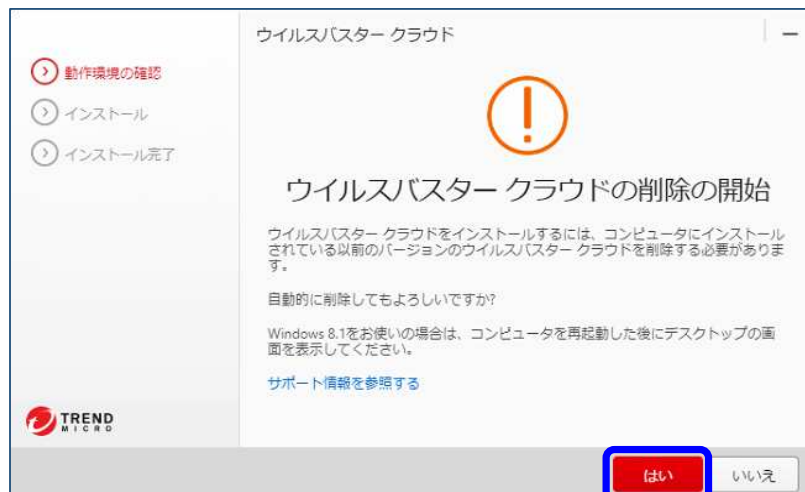 ウイルスバスター クラウド
動作環境の確認
インストール
インストール完了
ウイルスバスター クラウドの削除の開始
ウイルスバスター クラウドをインストールするには、コンピュータにインストール
されている以前のバージョンのウイルスバスター クラウドを削除する必要がありま
す。
自動的に削除してもよろしいですか?
Windows 8.1をお使いの場合は、コンピュータを再起動した後にデスクトップの画
面を表示してください。
サポート情報を参照する
TREND
MICRO
はい
いいえ